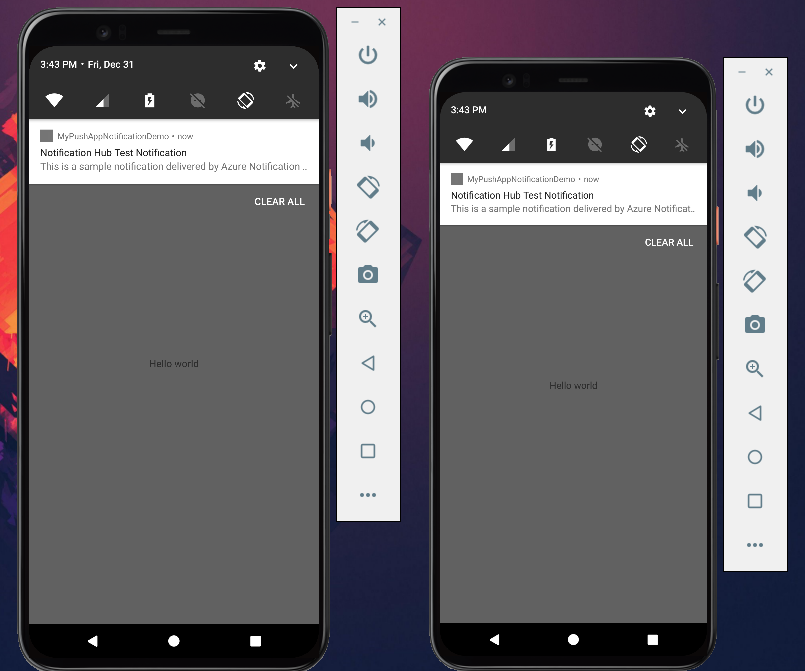 3:43 PM • Fri, Dec 31
MyPushAppNotificationDemo • now
Notification Hub Test Notification
This is a sample notification delivered by Azure Notification ..
CLEAR ALL
Hello world
3:43 PM
MyPushAppNotificationDemo • now
Notification Hub Test Notification
This is a sample notification delivered by Azure Notificat..
CLEAR ALL
Hello world